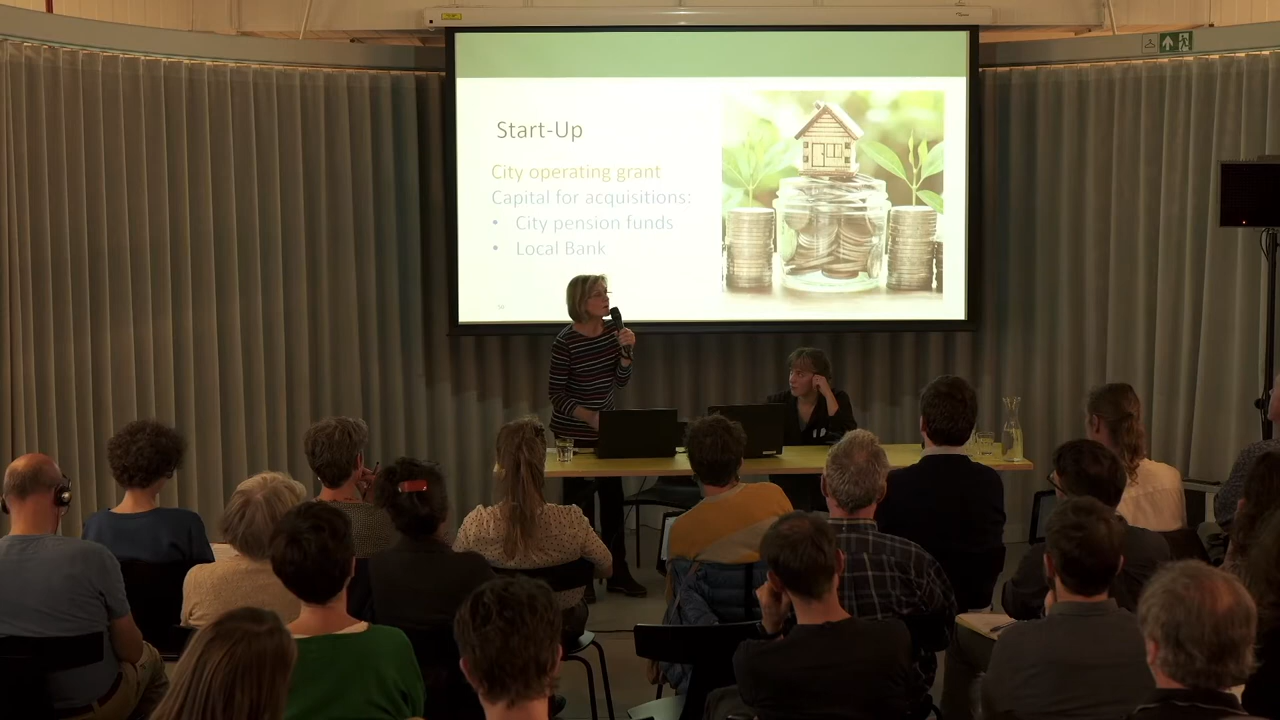 Start-Up
City operating grant
Capital for acquisitions:
• City pension funds
• Local Bank